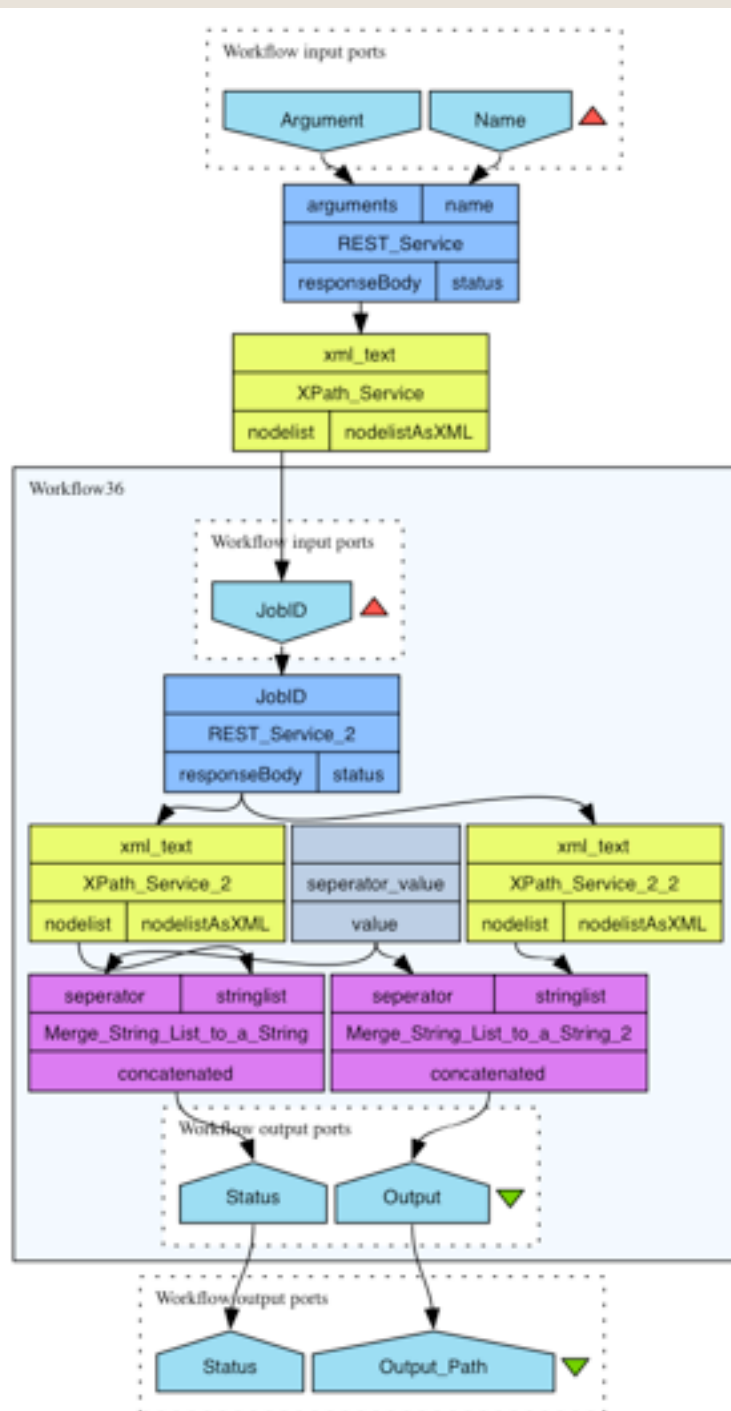 Workflow input ports
Argument Name
arguments name
REST_Service
responseBody status
xml_text
XPath_Service
nodelist nodelistAsXML
Workflow36
Workflow input ports
JobID
JobID
REST_Service_2
responseBody status
xml_text xml_text
XPath_Service_2 seperator_value XPath_Service_2_2
nodelist nodelistAsXML value nodelist nodelistAsXML
seperator stringlist seperator stringlist
Merge_String_List_to_a_String Merge_String_List_to_a_String_2
concatenated concatenated
Workflow output ports
Status Output
Workflow output ports
Status Output_Path